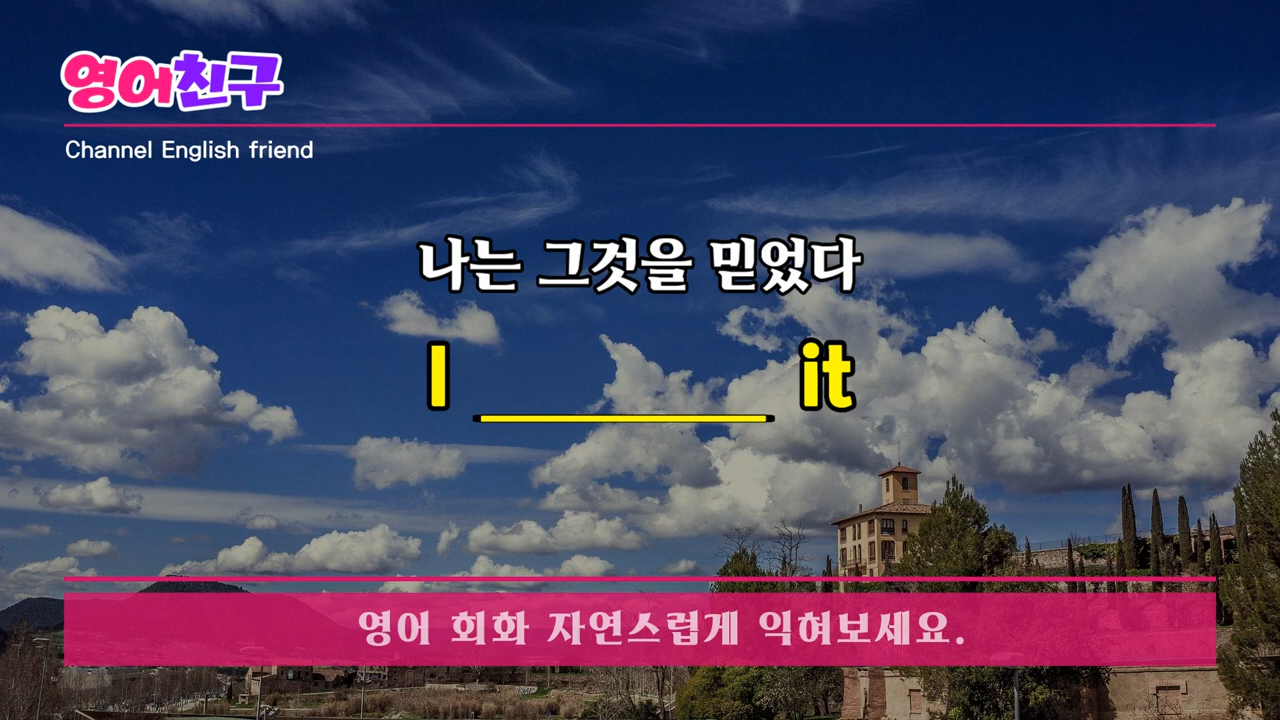 영어친구
Channel English friend
나는 그것을 믿었다
I ________ it
영어 회화 자연스럽게 익혀보세요.